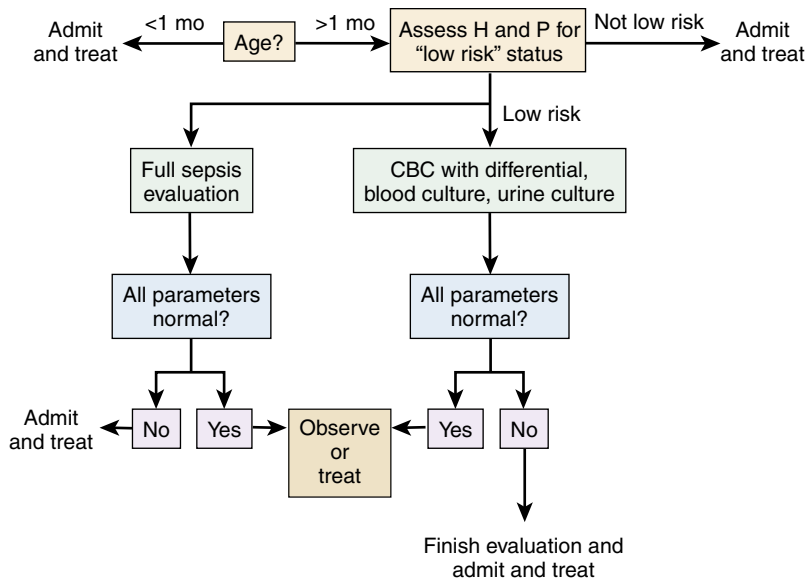 <1 mo
>1 mo
Admit
and treat
Age?
Assess H and P for
“low risk” status
Not low risk
Admit
and treat
Low risk
Full sepsis
evaluation
CBC with differential,
blood culture, urine culture
All parameters
normal?
All parameters
normal?
Admit
and treat
No
Yes
Observe
or
treat
Yes
No
Finish evaluation and
admit and treat